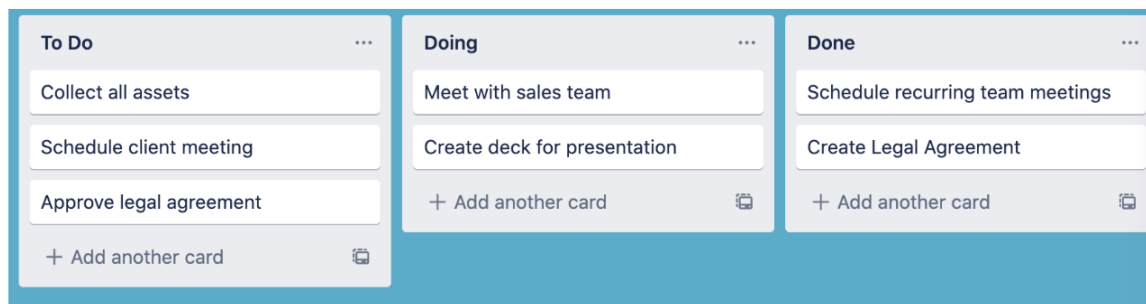 To Do
Collect all assets
Schedule client meeting
Approve legal agreement
+ Add another card
Doing
Meet with sales team
Create deck for presentation
+ Add another card
Done
Schedule recurring team meetings
Create Legal Agreement
+ Add another card